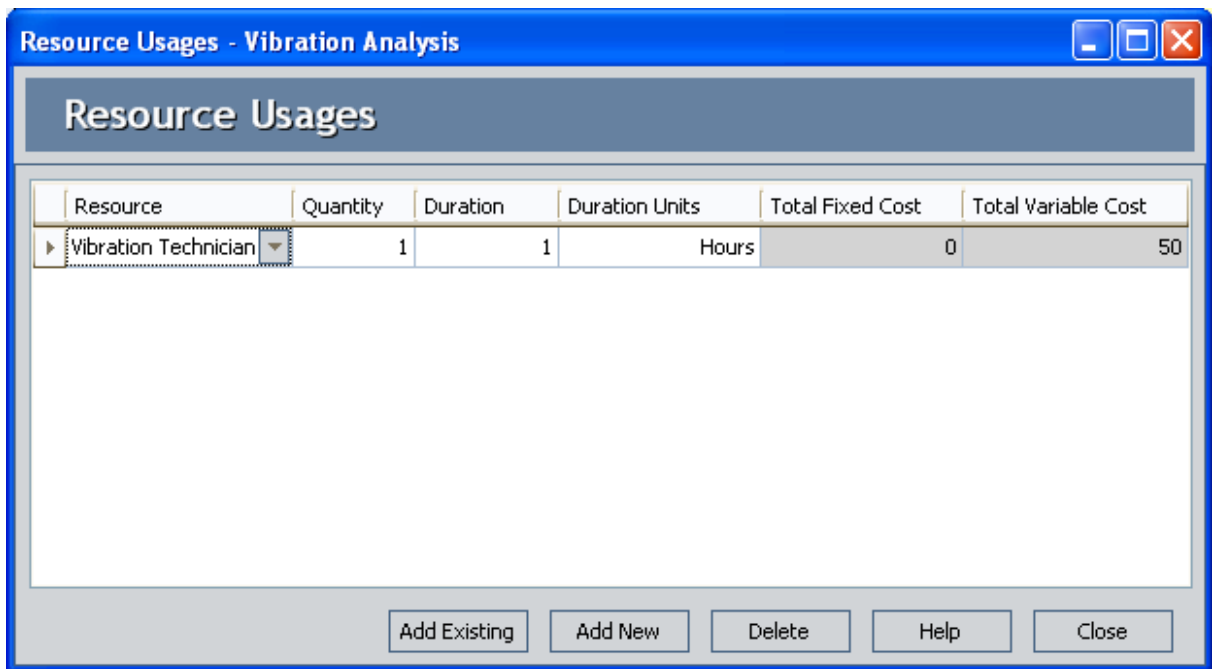 Resource Usages - Vibration Analysis
Resource Usages
Resource Quantity Duration Duration Units Total Fixed Cost Total Variable Cost
Vibration Technician 1 1 Hours 0 50
Add Existing Add New Delete Help Close